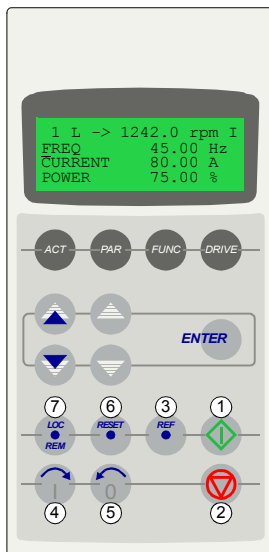 1 L -> 1242.0 rpm I
FREQ 45.00 Hz
CURRENT 80.00 A
POWER 75.00 %
ACT PAR FUNC DRIVE
ENTER
7 6 3 1
LOC REM RESET REF
I 0
4 5 2